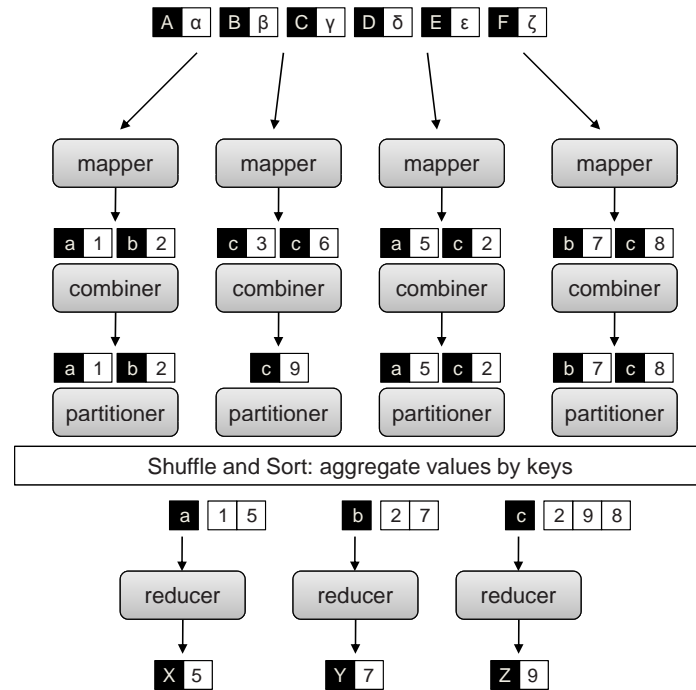 A α B β C γ D δ E ε F ζ
mapper mapper mapper mapper
a 1 b 2 c 3 c 6 a 5 c 2 b 7 c 8
combiner combiner combiner combiner
a 1 b 2 c 9 a 5 c 2 b 7 c 8
partitioner partitioner partitioner partitioner
Shuffle and Sort: aggregate values by keys
a 1 5 b 2 7 c 2 9 8
reducer reducer reducer
X 5 Y 7 Z 9